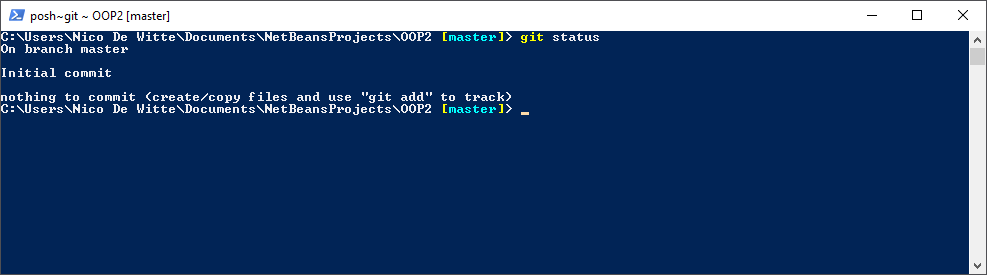 posh~git ~ OOP2 [master]
C:\Users\Nico De Witte\Documents\NetBeansProjects\OOP2 [master]> git status
On branch master
Initial commit
nothing to commit (create/copy files and use "git add" to track)
C:\Users\Nico De Witte\Documents\NetBeansProjects\OOP2 [master]>